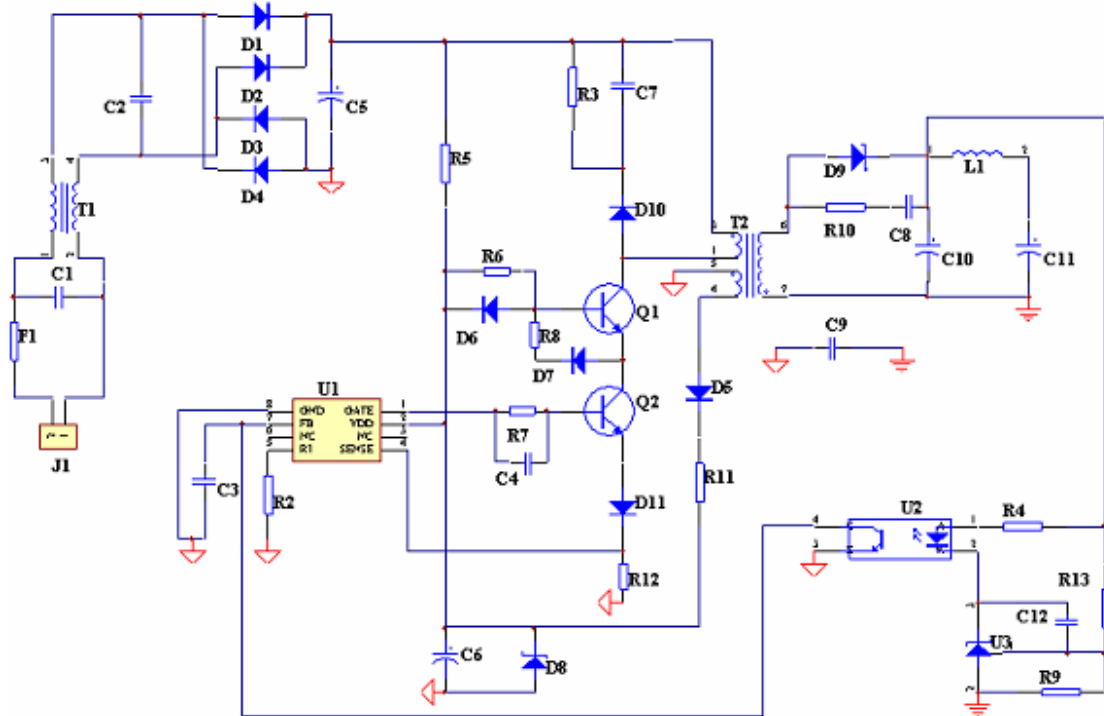 D1
D2
D3
D4
C2
C5
R3
C7
R5
T1
D10
T2
D9
L1
R10
C8
C10
C11
C1
R6
Q1
D6
R8
D7
F1
C9
U1
Q2
D5
GND GATE
FB VDD
NC NC
RI SENSE
R7
C4
J1
C3
R2
D11
R11
U2
R4
R12
R13
C12
U3
C6
D8
R9